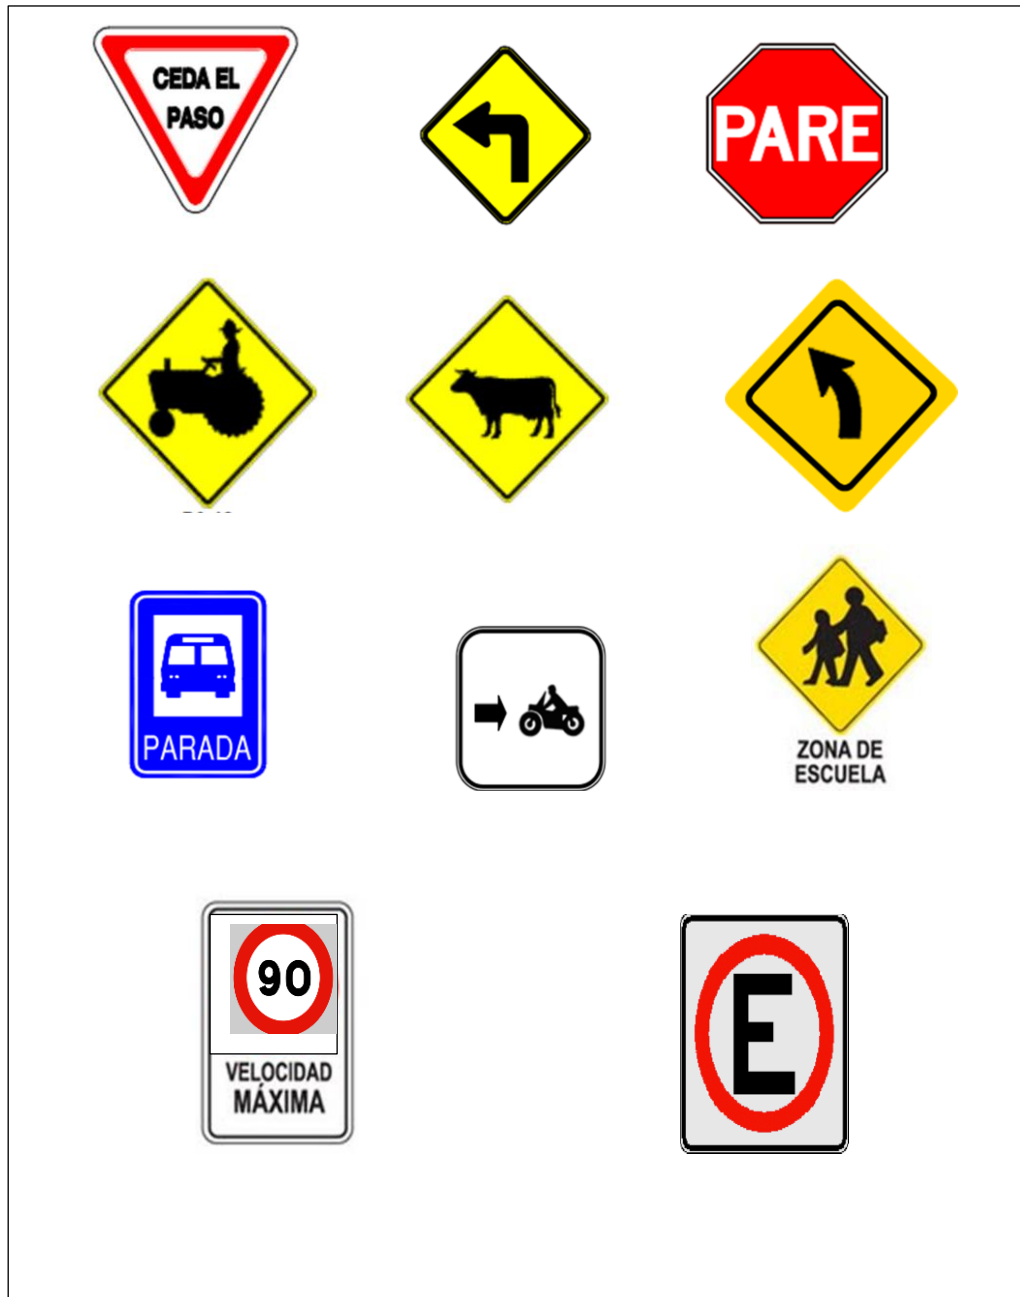 CEDA EL
PASO
PARE
PARADA
ZONA DE
ESCUELA
90
VELOCIDAD
MÁXIMA
E